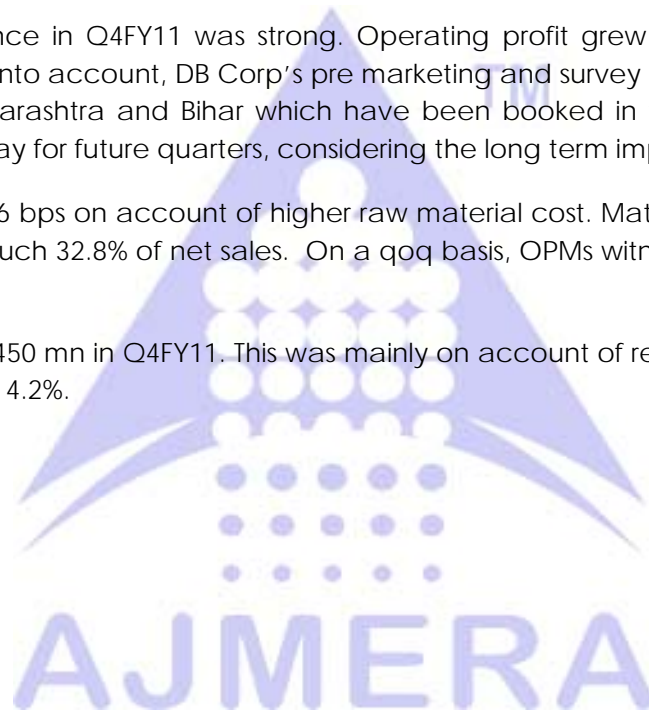 nce in Q4FY11 was strong. Operating profit grew
nto account, DB Corp's pre marketing and survey
TM
arashtra and Bihar which have been booked in
ay for future quarters, considering the long term imp
6 bps on account of higher raw material cost. Mat
uch 32.8% of net sales. On a qoq basis, OPMs witn
450 mn in Q4FY11. This was mainly on account of re
4.2%.
AJMERA